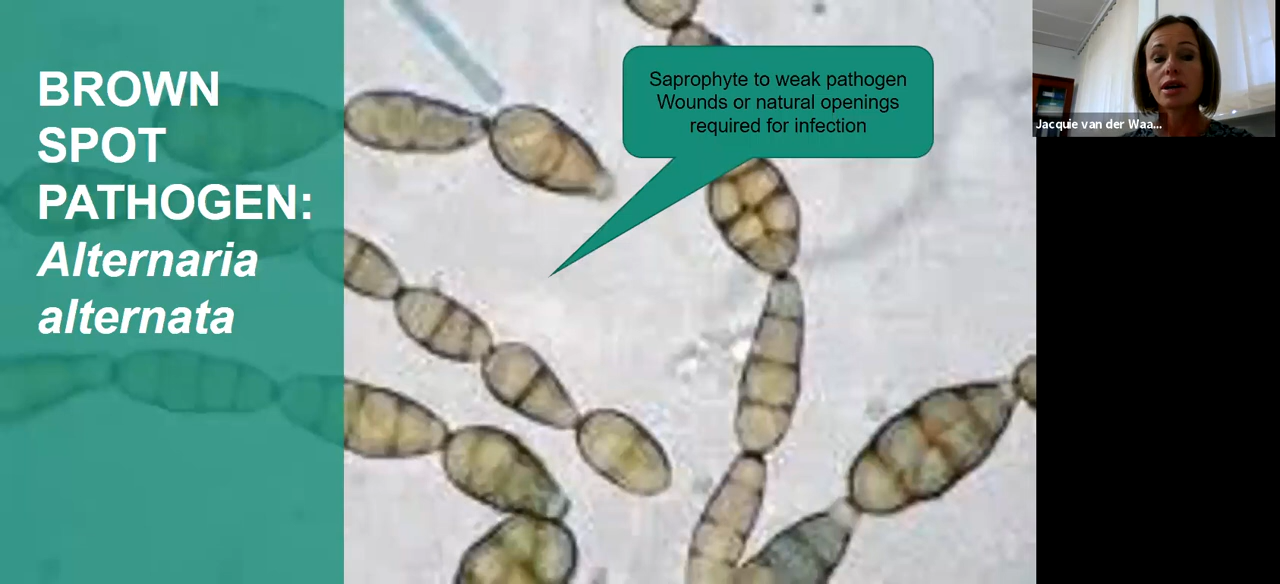 BROWN
SPOT
PATHOGEN:
Alternaria
alternata
Saprophyte to weak pathogen
Wounds or natural openings
required for infection
Jacquie van der Waa...